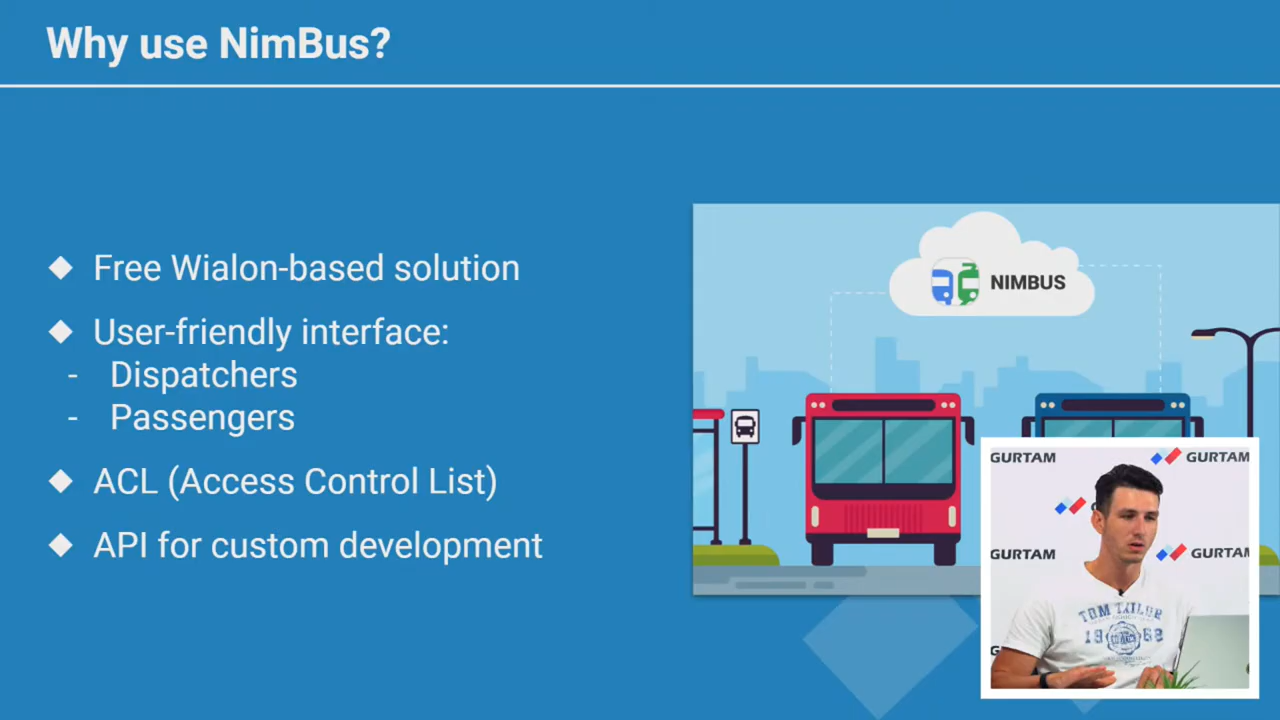 Why use NimBus?
◆ Free Wialon-based solution
◆ User-friendly interface:
- Dispatchers
- Passengers
◆ ACL (Access Control List)
◆ API for custom development
NIMBUS
GURTAM
GURTAM
GURTAM
GURTAM
TOM TAILOR